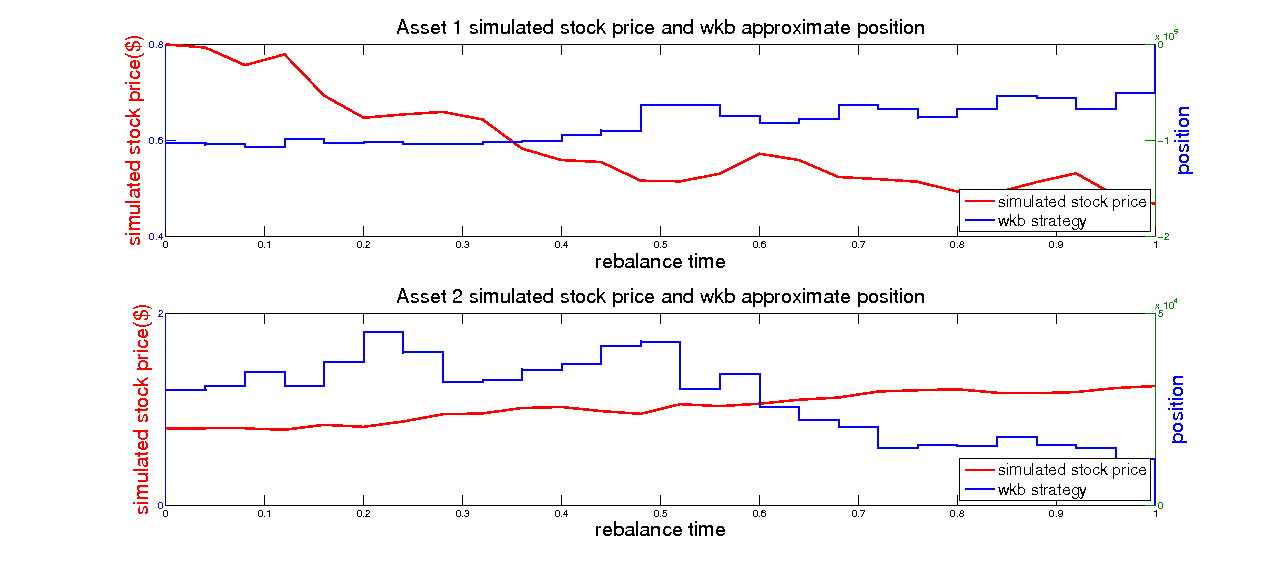 Asset 1 simulated stock price and wkb approximate position
simulated stock price($)
0.8
0.6
0.4
x 10
0
-1
-2
position
simulated stock price
wkb strategy
0 0.1 0.2 0.3 0.4 0.5 0.6 0.7 0.8 0.9 1
rebalance time
Asset 2 simulated stock price and wkb approximate position
simulated stock price($)
2
0
x 10^4
5
0
position
simulated stock price
wkb strategy
0 0.1 0.2 0.3 0.4 0.5 0.6 0.7 0.8 0.9 1
rebalance time